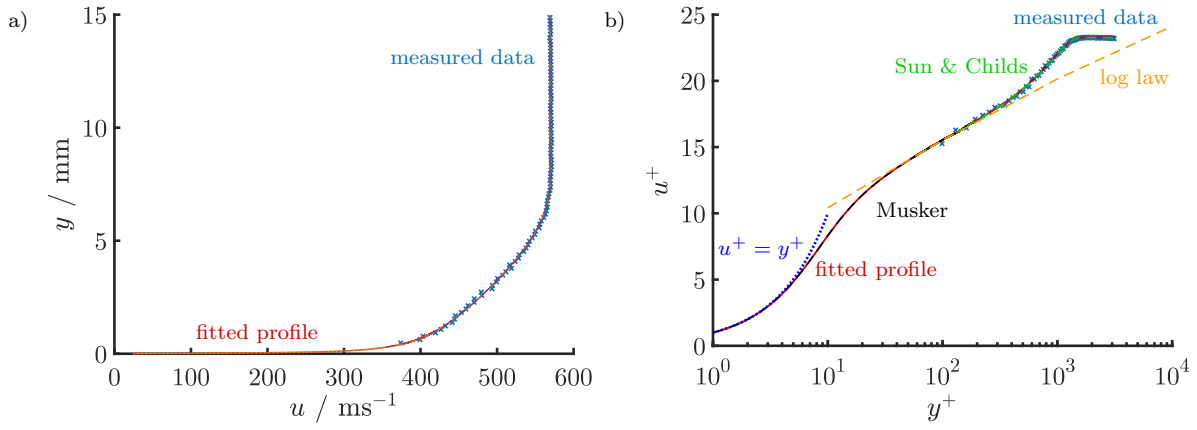 a)
15
10
5
0
y / mm
measured data
fitted profile
0 100 200 300 400 500 600
u / ms⁻¹
b)
25
20
15
10
5
0
u⁺
measured data
Sun & Childs
log law
Musker
u⁺ = y⁺
fitted profile
10⁰ 10¹ 10² 10³ 10⁴
y⁺